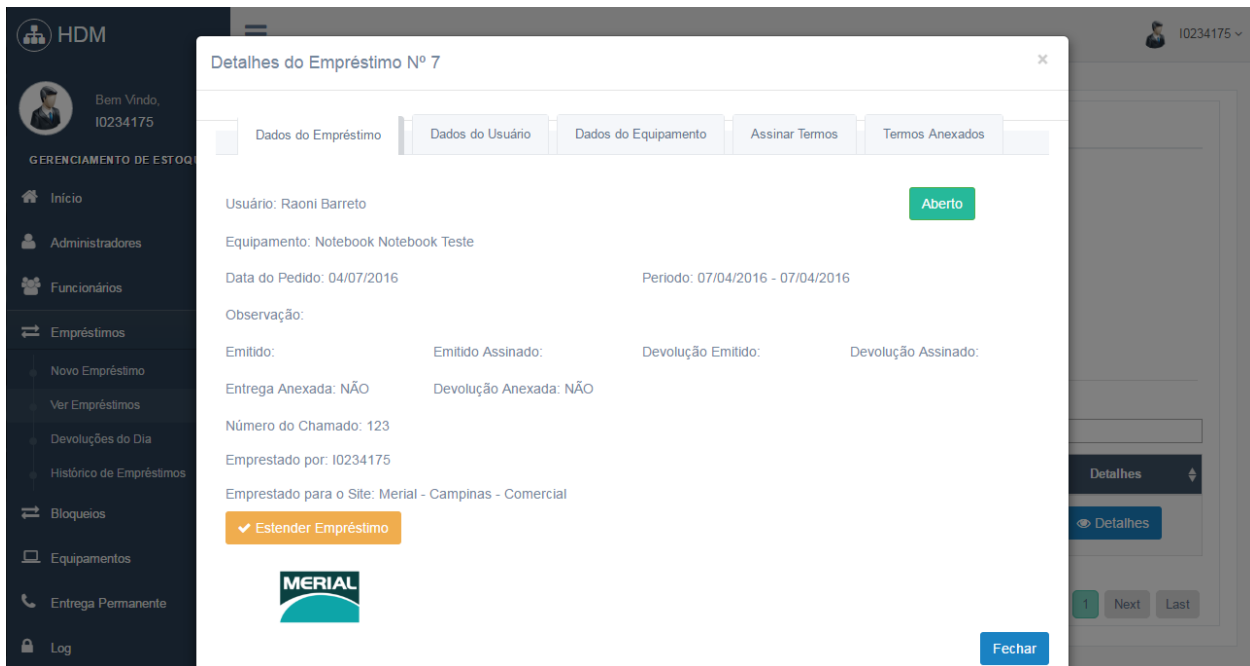 HDM
I0234175
Bem Vindo,
I0234175
GERENCIAMENTO DE ESTOQU
Início
Administradores
Funcionários
Empréstimos
Novo Empréstimo
Ver Empréstimos
Devoluções do Dia
Histórico de Empréstimos
Bloqueios
Equipamentos
Entrega Permanente
Log
Detalhes do Empréstimo Nº 7
×
Dados do Empréstimo Dados do Usuário Dados do Equipamento Assinar Termos Termos Anexados
Usuário: Raoni Barreto Aberto
Equipamento: Notebook Notebook Teste
Data do Pedido: 04/07/2016 Periodo: 07/04/2016 - 07/04/2016
Observação:
Emitido: Emitido Assinado: Devolução Emitido: Devolução Assinado:
Entrega Anexada: NÃO Devolução Anexada: NÃO
Número do Chamado: 123
Emprestado por: I0234175
Emprestado para o Site: Merial - Campinas - Comercial
Estender Empréstimo
MERIAL
Fechar
Detalhes
Detalhes
1 Next Last